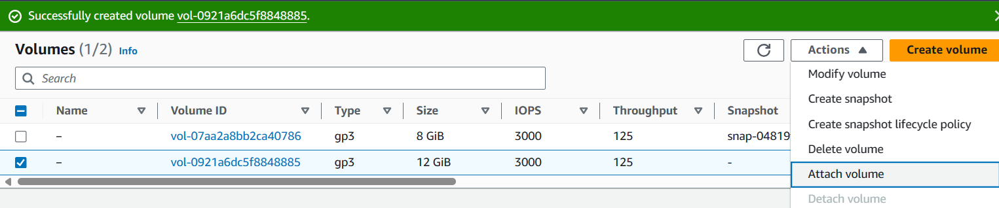 Successfully created volume vol-0921a6dc5f8848885.
Volumes (1/2) Info
Actions
Create volume
Search
Name Volume ID Type Size IOPS Throughput Snapshot
– vol-07aa2a8bb2ca40786 gp3 8 GiB 3000 125 snap-04819
– vol-0921a6dc5f8848885 gp3 12 GiB 3000 125 -
Modify volume
Create snapshot
Create snapshot lifecycle policy
Delete volume
Attach volume
Detach volume